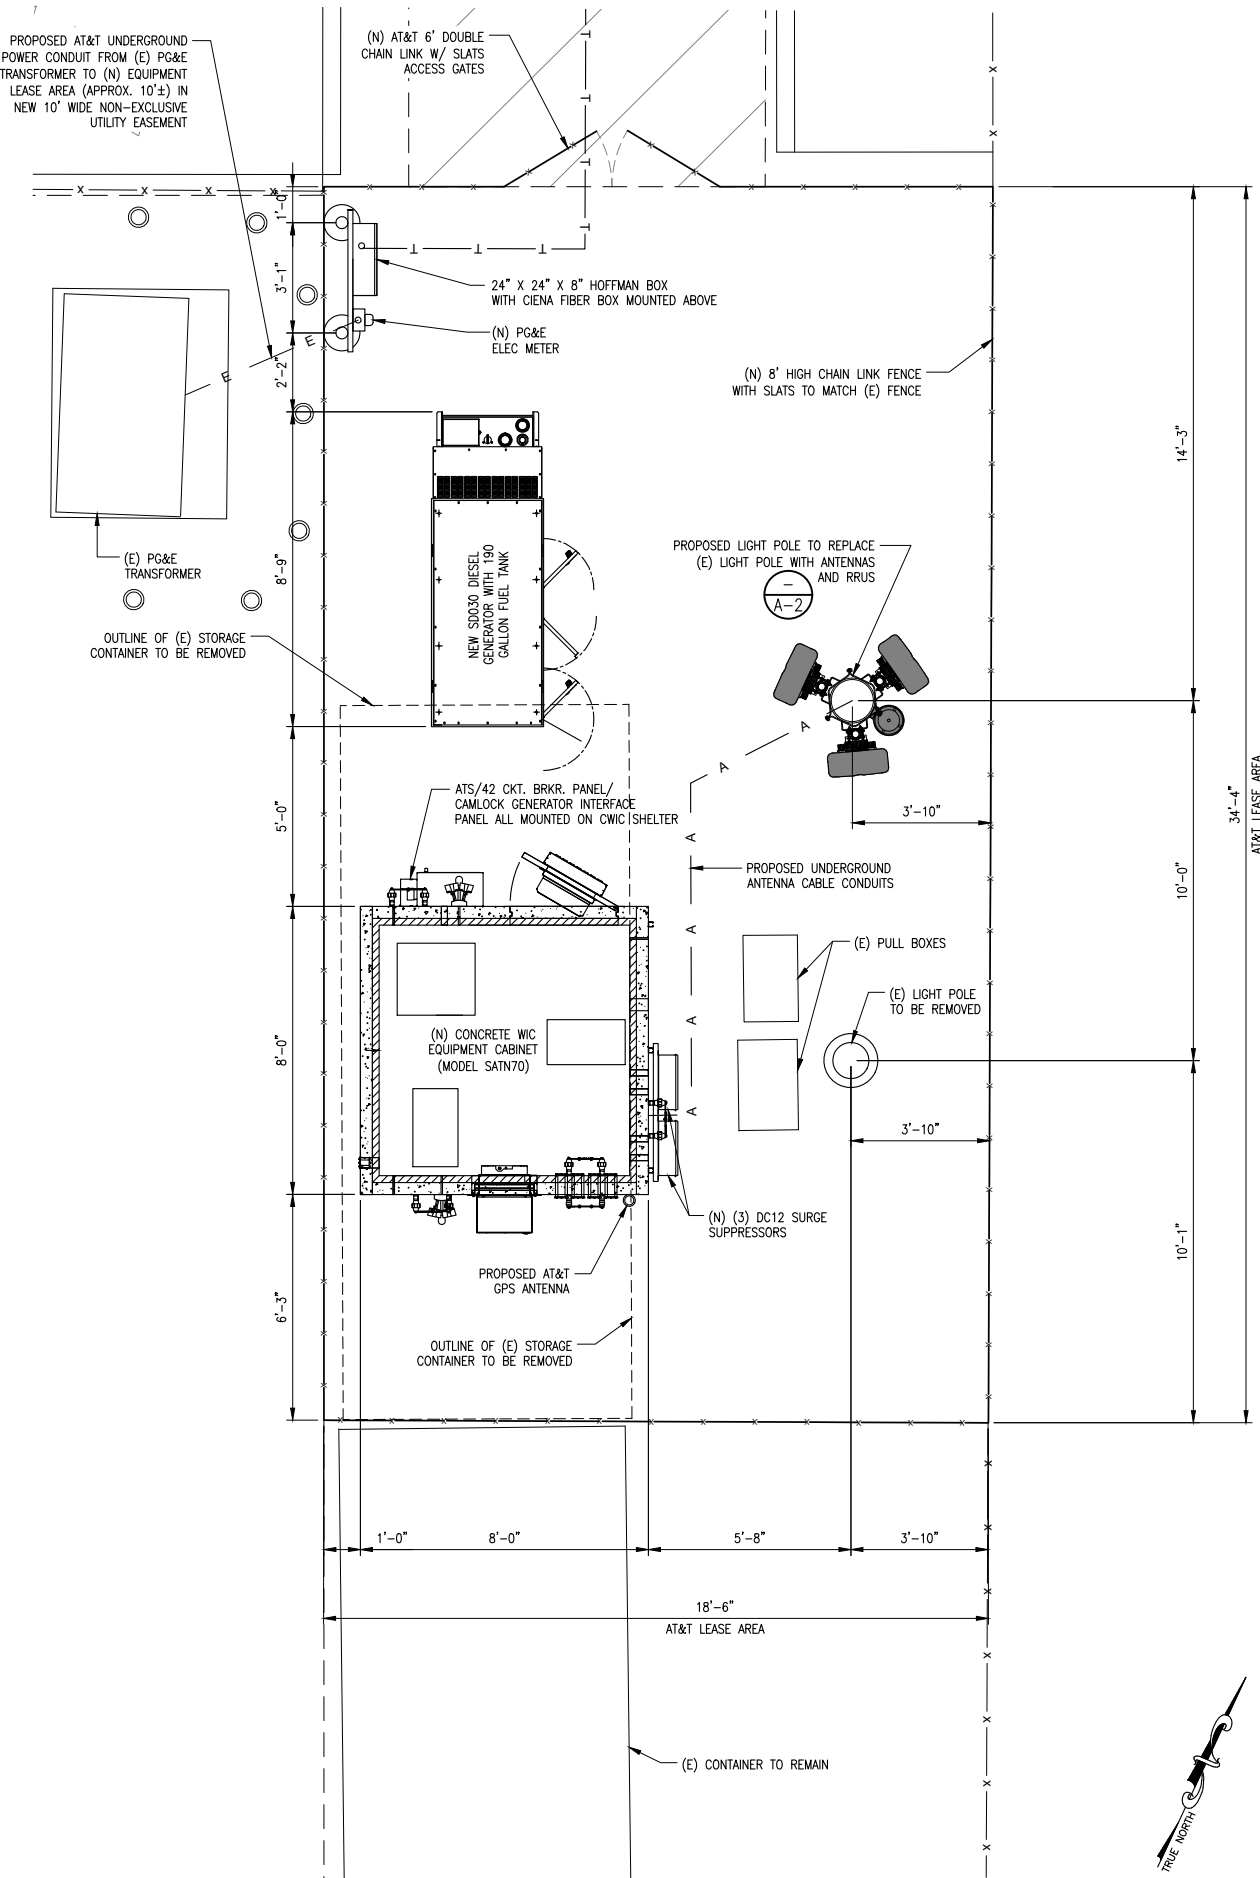 PROPOSED AT&T UNDERGROUND
POWER CONDUIT FROM (E) PG&E
TRANSFORMER TO (N) EQUIPMENT
LEASE AREA (APPROX. 10'±) IN
NEW 10' WIDE NON-EXCLUSIVE
UTILITY EASEMENT
(N) AT&T 6' DOUBLE
CHAIN LINK W/ SLATS
ACCESS GATES
1'-0"
3'-1"
2'-2"
8'-9"
5'-0"
8'-0"
6'-3"
24" X 24" X 8" HOFFMAN BOX
WITH CIENA FIBER BOX MOUNTED ABOVE
(N) PG&E
ELEC METER
(N) 8' HIGH CHAIN LINK FENCE
WITH SLATS TO MATCH (E) FENCE
14'-3"
(E) PG&E
TRANSFORMER
NEW SD030 DIESEL
GENERATOR WITH 190
GALLON FUEL TANK
PROPOSED LIGHT POLE TO REPLACE
(E) LIGHT POLE WITH ANTENNAS
AND RRUS
–
A-2
OUTLINE OF (E) STORAGE
CONTAINER TO BE REMOVED
ATS/42 CKT. BRKR. PANEL/
CAMLOCK GENERATOR INTERFACE
PANEL ALL MOUNTED ON CWIC SHELTER
3'-10"
34'-4"
AT&T LEASE AREA
PROPOSED UNDERGROUND
ANTENNA CABLE CONDUITS
10'-0"
(E) PULL BOXES
(E) LIGHT POLE
TO BE REMOVED
(N) CONCRETE WIC
EQUIPMENT CABINET
(MODEL SATN70)
3'-10"
(N) (3) DC12 SURGE
SUPPRESSORS
10'-1"
PROPOSED AT&T
GPS ANTENNA
OUTLINE OF (E) STORAGE
CONTAINER TO BE REMOVED
1'-0"
8'-0"
5'-8"
3'-10"
18'-6"
AT&T LEASE AREA
(E) CONTAINER TO REMAIN
TRUE NORTH
E
E
T
T
T
T
T
T
T
A
A
A
A
A
A